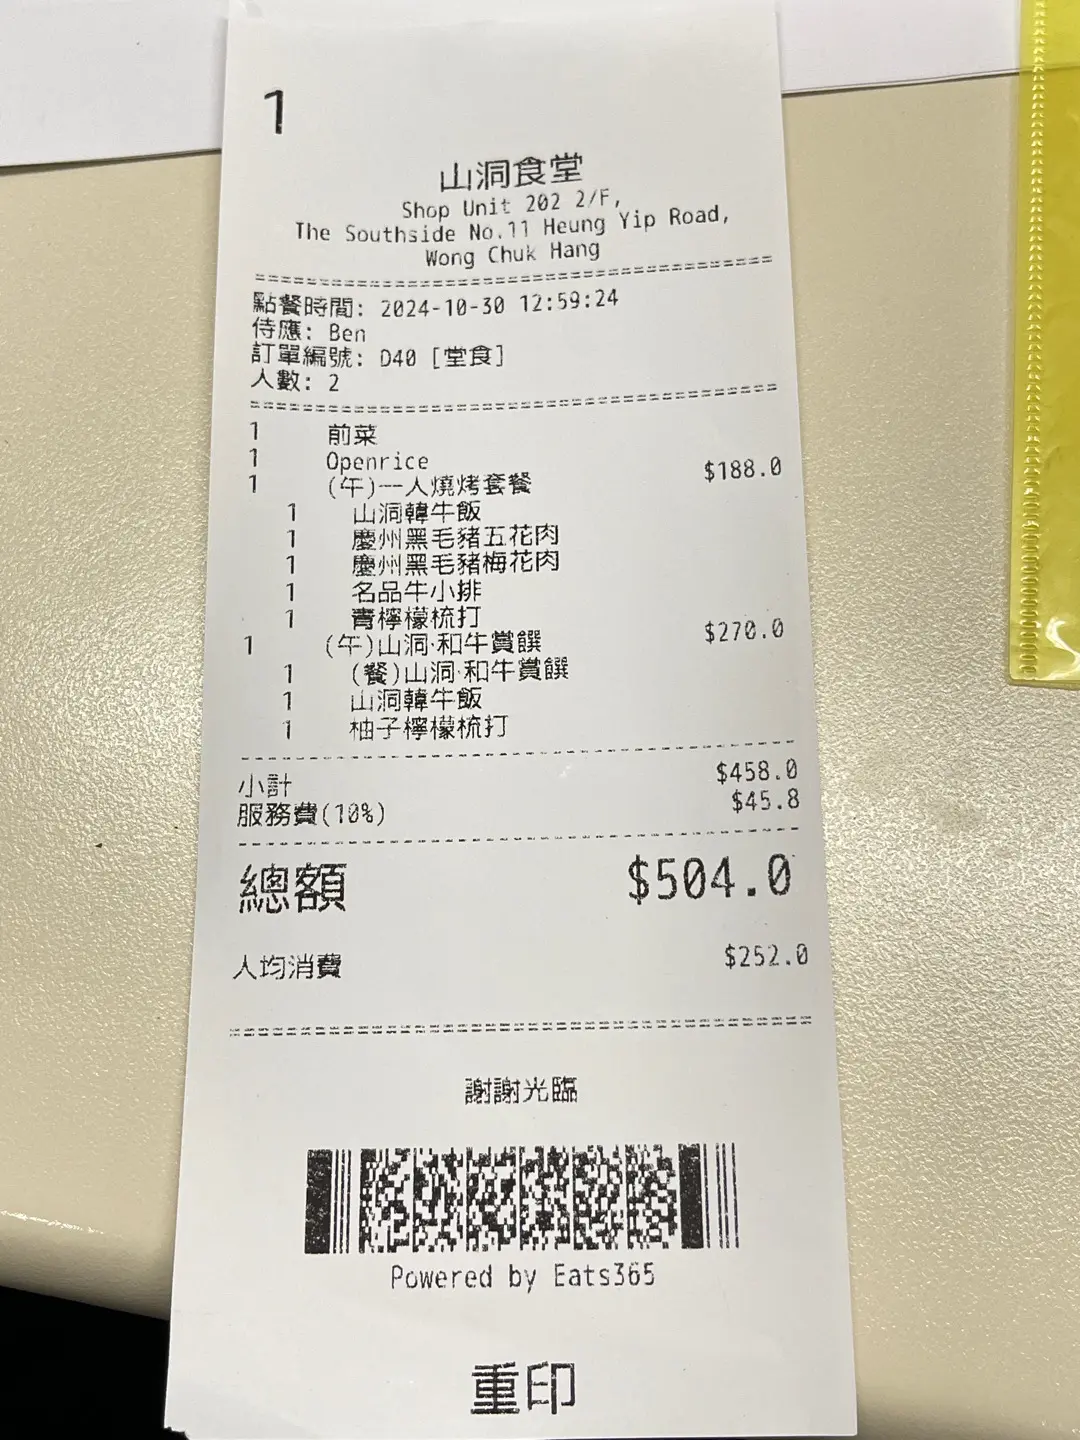 1
山洞食堂
Shop Unit 202 2/F,
The Southside No.11 Heung Yip Road,
Wong Chuk Hang
點餐時間: 2024-10-30 12:59:24
侍應: Ben
訂單編號: D40 [堂食]
人數: 2
1 前菜
1 Openrice
1 (午)一人燒烤套餐 $188.0
1 山洞韓牛飯
1 慶州黑毛豬五花肉
1 慶州黑毛豬梅花肉
1 名品牛小排
1 青檸檬梳打
1 (午)山洞·和牛賞饌 $270.0
1 (餐)山洞·和牛賞饌
1 山洞韓牛飯
1 柚子檸檬梳打
小計 $458.0
服務費(10%) $45.8
總額 $504.0
人均消費 $252.0
謝謝光臨
Powered by Eats365
重印